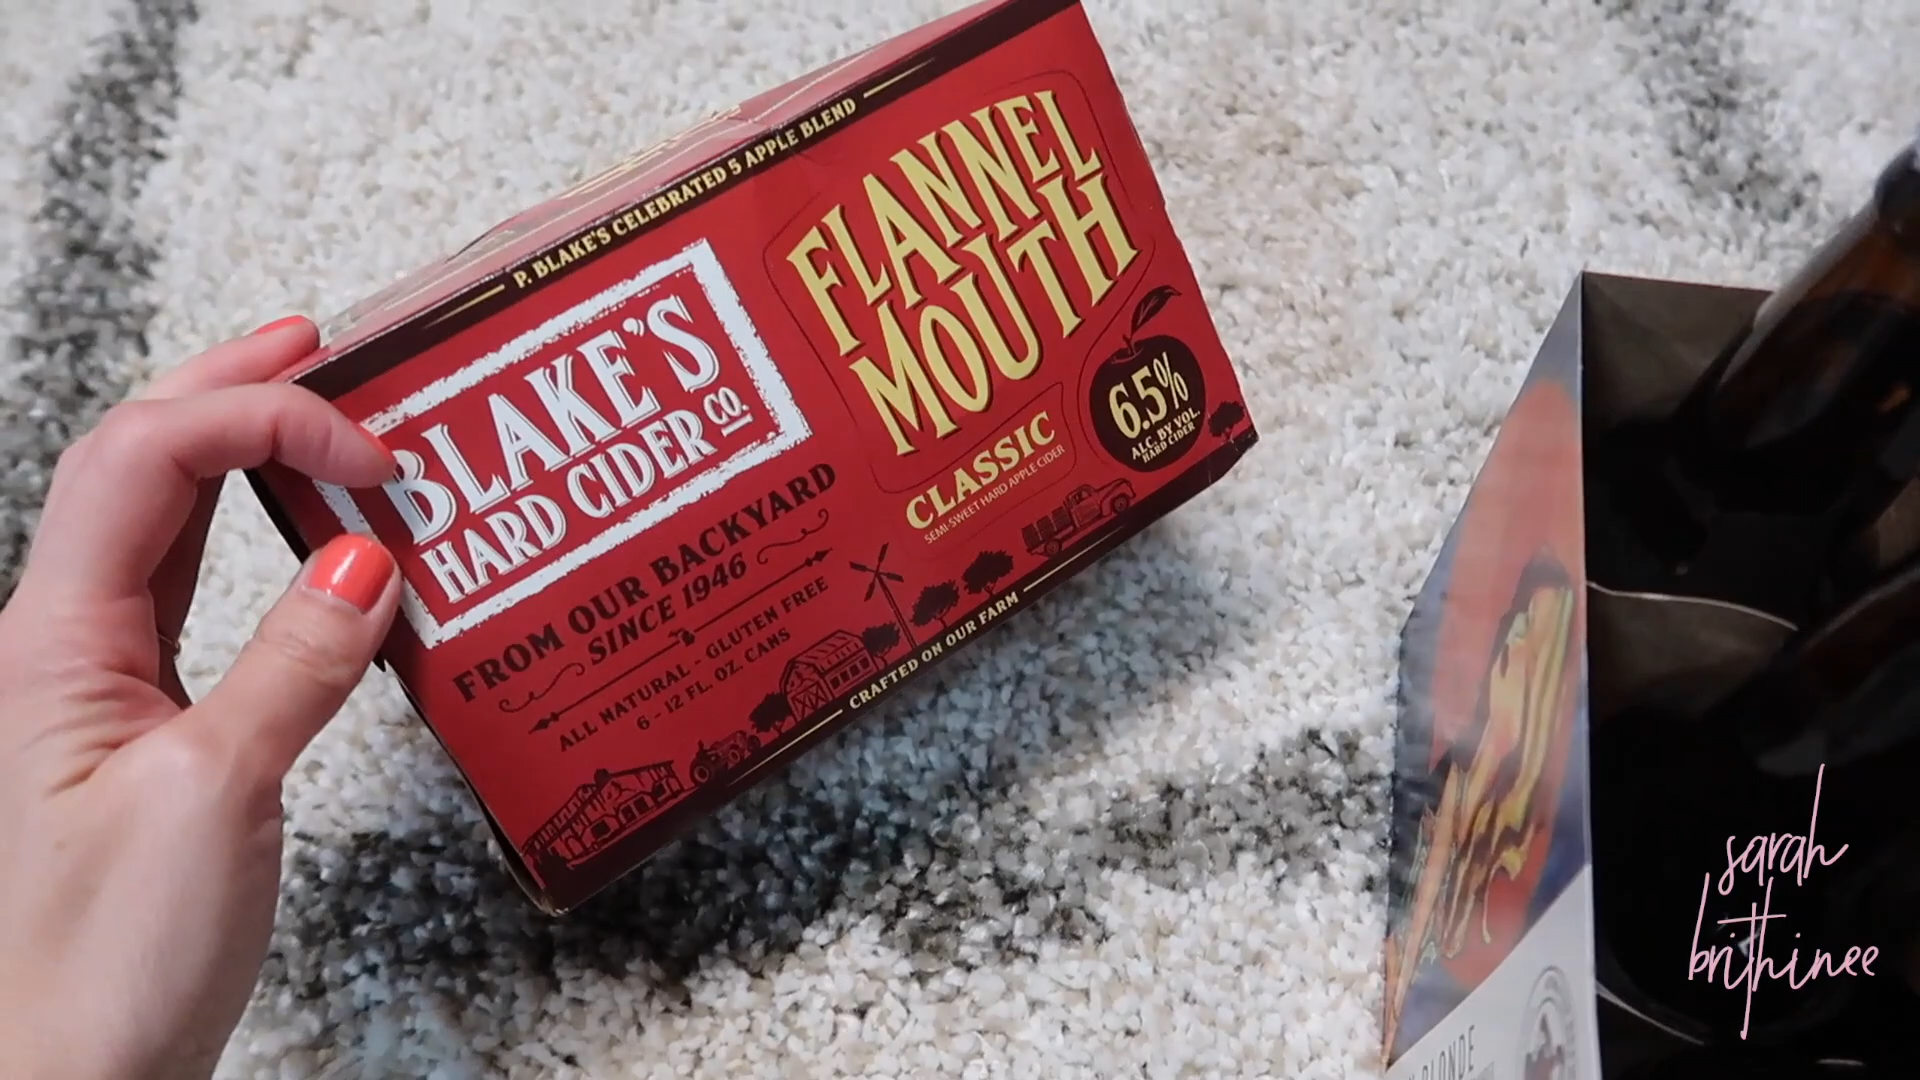 P. BLAKE'S CELEBRATED 5 APPLE BLEND
BLAKE'S
HARD CIDER CO.
FROM OUR BACKYARD
SINCE 1946
ALL NATURAL - GLUTEN FREE
6 - 12 FL. OZ. CANS
FLANNEL
MOUTH
CLASSIC
SEMI-SWEET HARD APPLE CIDER
6.5%
ALC. BY VOL.
HARD CIDER
CRAFTED ON OUR FARM
BLONDE
sarah
brithinee